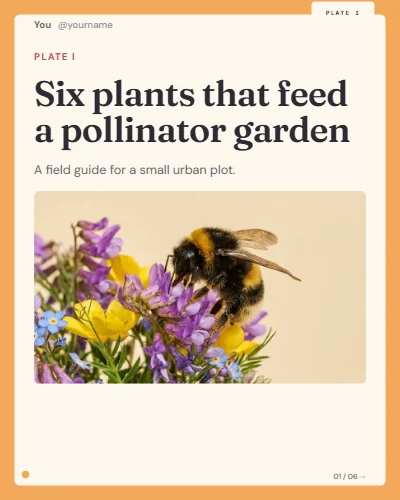 PLATE I
You @yourname
PLATE I
Six plants that feed
a pollinator garden
A field guide for a small urban plot.
01 / 06 →